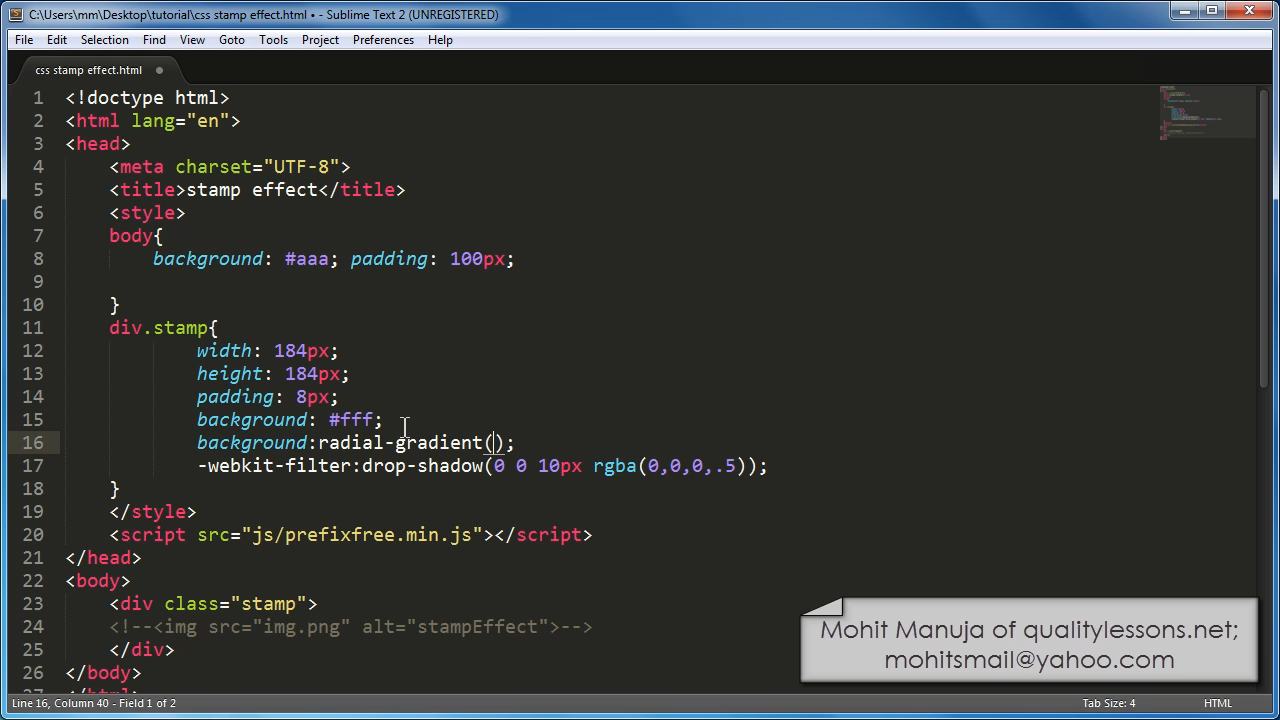 C:\Users\mm\Desktop\tutorial\css stamp effect.html • - Sublime Text 2 (UNREGISTERED)
File Edit Selection Find View Goto Tools Project Preferences Help
css stamp effect.html
1 <!doctype html>
2 <html lang="en">
3 <head>
4 <meta charset="UTF-8">
5 <title>stamp effect</title>
6 <style>
7 body{
8 background: #aaa; padding: 100px;
9
10 }
11 div.stamp{
12 width: 184px;
13 height: 184px;
14 padding: 8px;
15 background: #fff;
16 background:radial-gradient();
17 -webkit-filter:drop-shadow(0 0 10px rgba(0,0,0,.5));
18 }
19 </style>
20 <script src="js/prefixfree.min.js"></script>
21 </head>
22 <body>
23 <div class="stamp">
24 <!--<img src="img.png" alt="stampEffect">-->
25 </div>
26 </body>
27 </html>
Mohit Manuja of qualitylessons.net;
mohitsmail@yahoo.com
Line 16, Column 40 - Field 1 of 2 Tab Size: 4 HTML